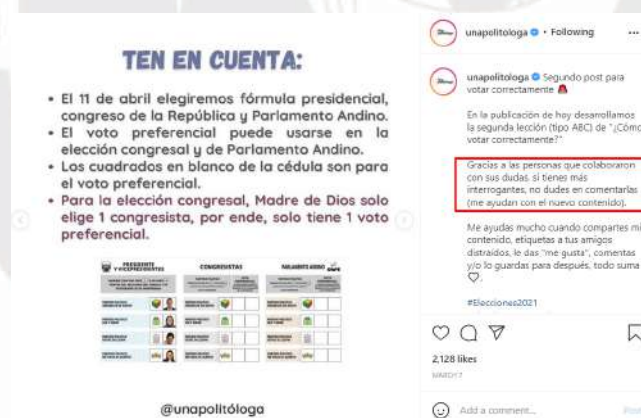 TEN EN CUENTA:
• El 11 de abril elegiremos fórmula presidencial,
congreso de la República y Parlamento Andino.
• El voto preferencial puede usarse en la
elección congresal y de Parlamento Andino.
• Los cuadrados en blanco de la cédula son para
el voto preferencial.
• Para la elección congresal, Madre de Dios solo
elige 1 congresista, por ende, solo tiene 1 voto
preferencial.
PRESIDENTE
Y VICEPRESIDENTES
CONGRESISTAS
PARLAMENTO ANDINO
@unapolitóloga
unapolitologa • Following
unapolitologa Segundo post para
votar correctamente
En la publicación de hoy desarrollamos
la segunda lección (tipo ABC) de "¿Cómo
votar correctamente?"
Gracias a las personas que colaboraron
con sus dudas. si tienes más
interrogantes, no dudes en comentarlas
(me ayudan con el nuevo contenido).
Me ayudas mucho cuando compartes mi
contenido, etiquetas a tus amigos
distraídos, le das "me gusta", comentas
y/o lo guardas para después, todo suma
#Elecciones2021
2,128 likes
MARCH 7
Add a comment...